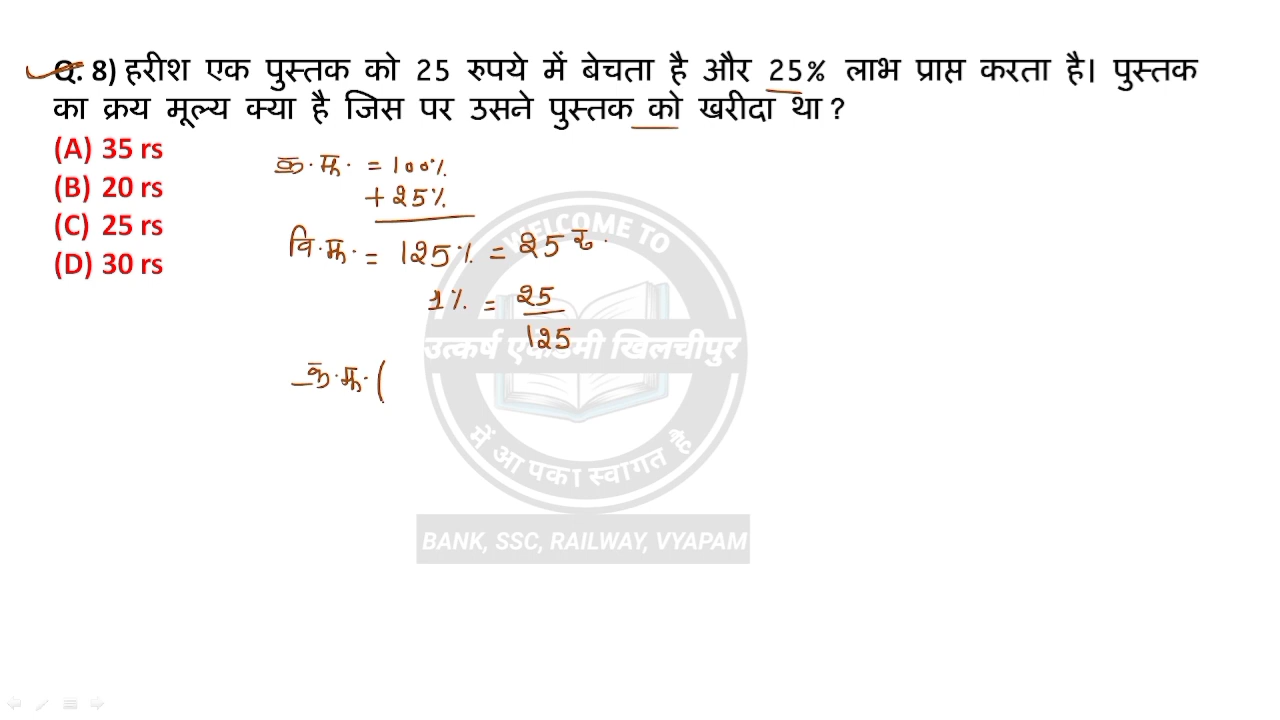 Q. 8) हरीश एक पुस्तक को 25 रुपये में बेचता है और 25% लाभ प्राप्त करता है। पुस्तक
का क्रय मूल्य क्या है जिस पर उसने पुस्तक को खरीदा था ?
(A) 35 rs
(B) 20 rs
(C) 25 rs
(D) 30 rs
क्र.मू. = 100%
+ 25%
वि.मू. = 125% = 25 रु.
1% = 25
125
क्र.मू. (
WELCOME TO
उत्कर्ष एकेडमी खिलचीपुर
में आपका स्वागत है
BANK, SSC, RAILWAY, VYAPAM